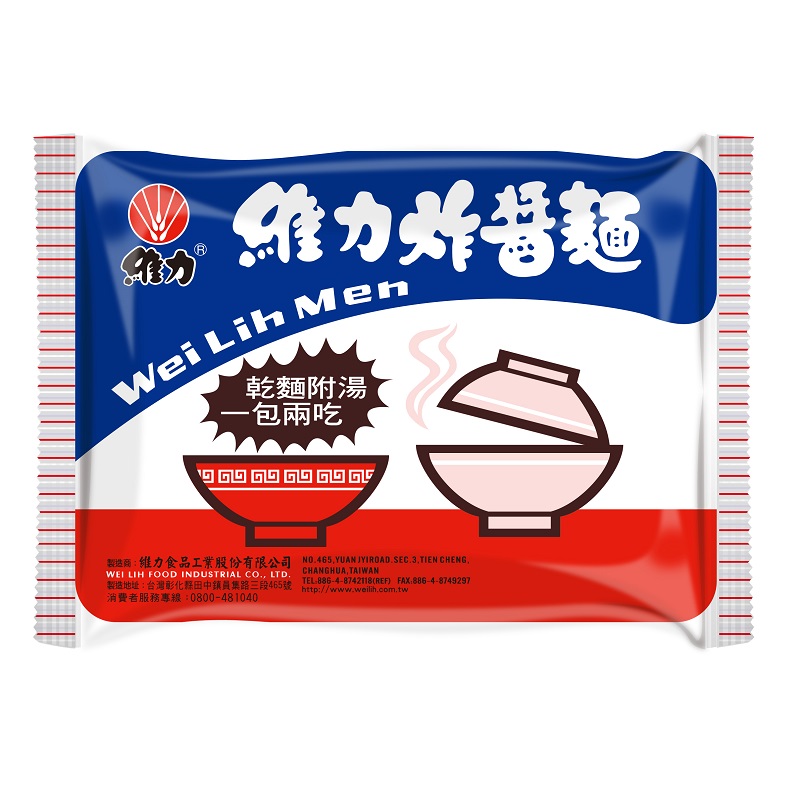 維力®
維力炸醬麵
Wei Lih Men
乾麵附湯
一包兩吃
製造商：維力食品工業股份有限公司
WEI LIH FOOD INDUSTRIAL CO., LTD.
製造地址：台灣彰化縣田中鎮員集路三段465號
消費者服務專線：0800-481040
NO.465,YUAN JYIROAD.SEC.3,TIEN CHENG,
CHANGHUA,TAIWAN
TEL:886-4-8742118(REF) FAX.886-4-8749297
http://www.weilih.com.tw